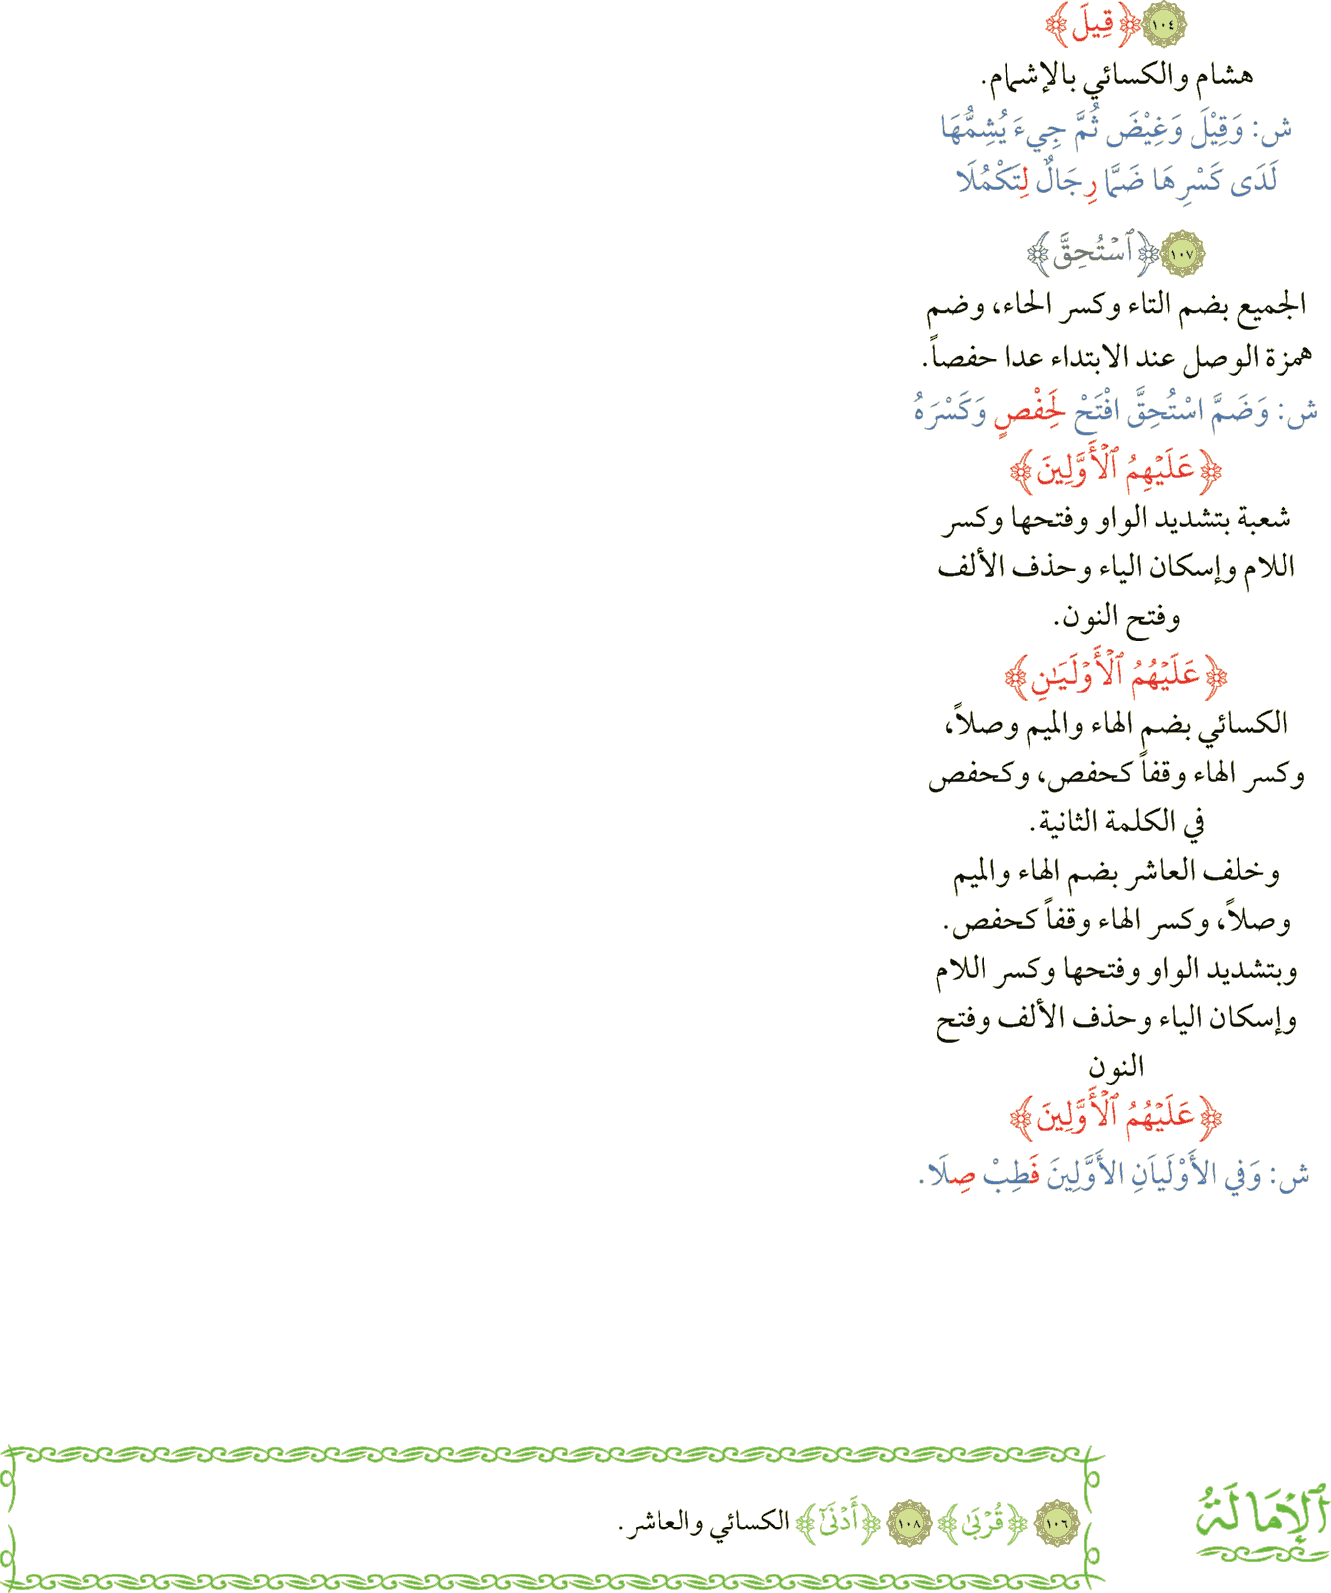 ١٠٤ ﴿قِيلَ﴾
هشام والكسائي بالإشمام.
ش: وَقِيْلَ وَغِيْضَ ثُمَّ جِيءَ يُشِمُّهَا
لَدَى كَسْرِهَا ضَمًّا رِجَالٌ لِتَكْمُلَا
١٠٧ ﴿ٱسۡتُحِقَّ﴾
الجميع بضم التاء وكسر الحاء، وضم
همزة الوصل عند الابتداء عدا حفصاً.
ش: وَضَمَّ اسْتُحِقَّ افْتَحْ لِحَفْصٍ وَكَسْرَهُ
﴿عَلَيۡهِمُ ٱلۡأَوَّلِينَ﴾
شعبة بتشديد الواو وفتحها وكسر
اللام وإسكان الياء وحذف الألف
وفتح النون.
﴿عَلَيۡهُمُ ٱلۡأَوۡلَيَٰنِ﴾
الكسائي بضم الهاء والميم وصلاً،
وكسر الهاء وقفاً كحفص، وكحفص
في الكلمة الثانية.
وخلف العاشر بضم الهاء والميم
وصلاً، وكسر الهاء وقفاً كحفص.
وبتشديد الواو وفتحها وكسر اللام
وإسكان الياء وحذف الألف وفتح
النون
﴿عَلَيۡهُمُ ٱلۡأَوَّلِينَ﴾
ش: وَفِي الأَوْلَيَانِ الأَوَّلِينَ فَطِبْ صِلَا.
ٱلإِمَالَةُ
١٠٦ ﴿قُرۡبَىٰ﴾ ١٠٨ ﴿أَدۡنَىٰٓ﴾ الكسائي والعاشر.